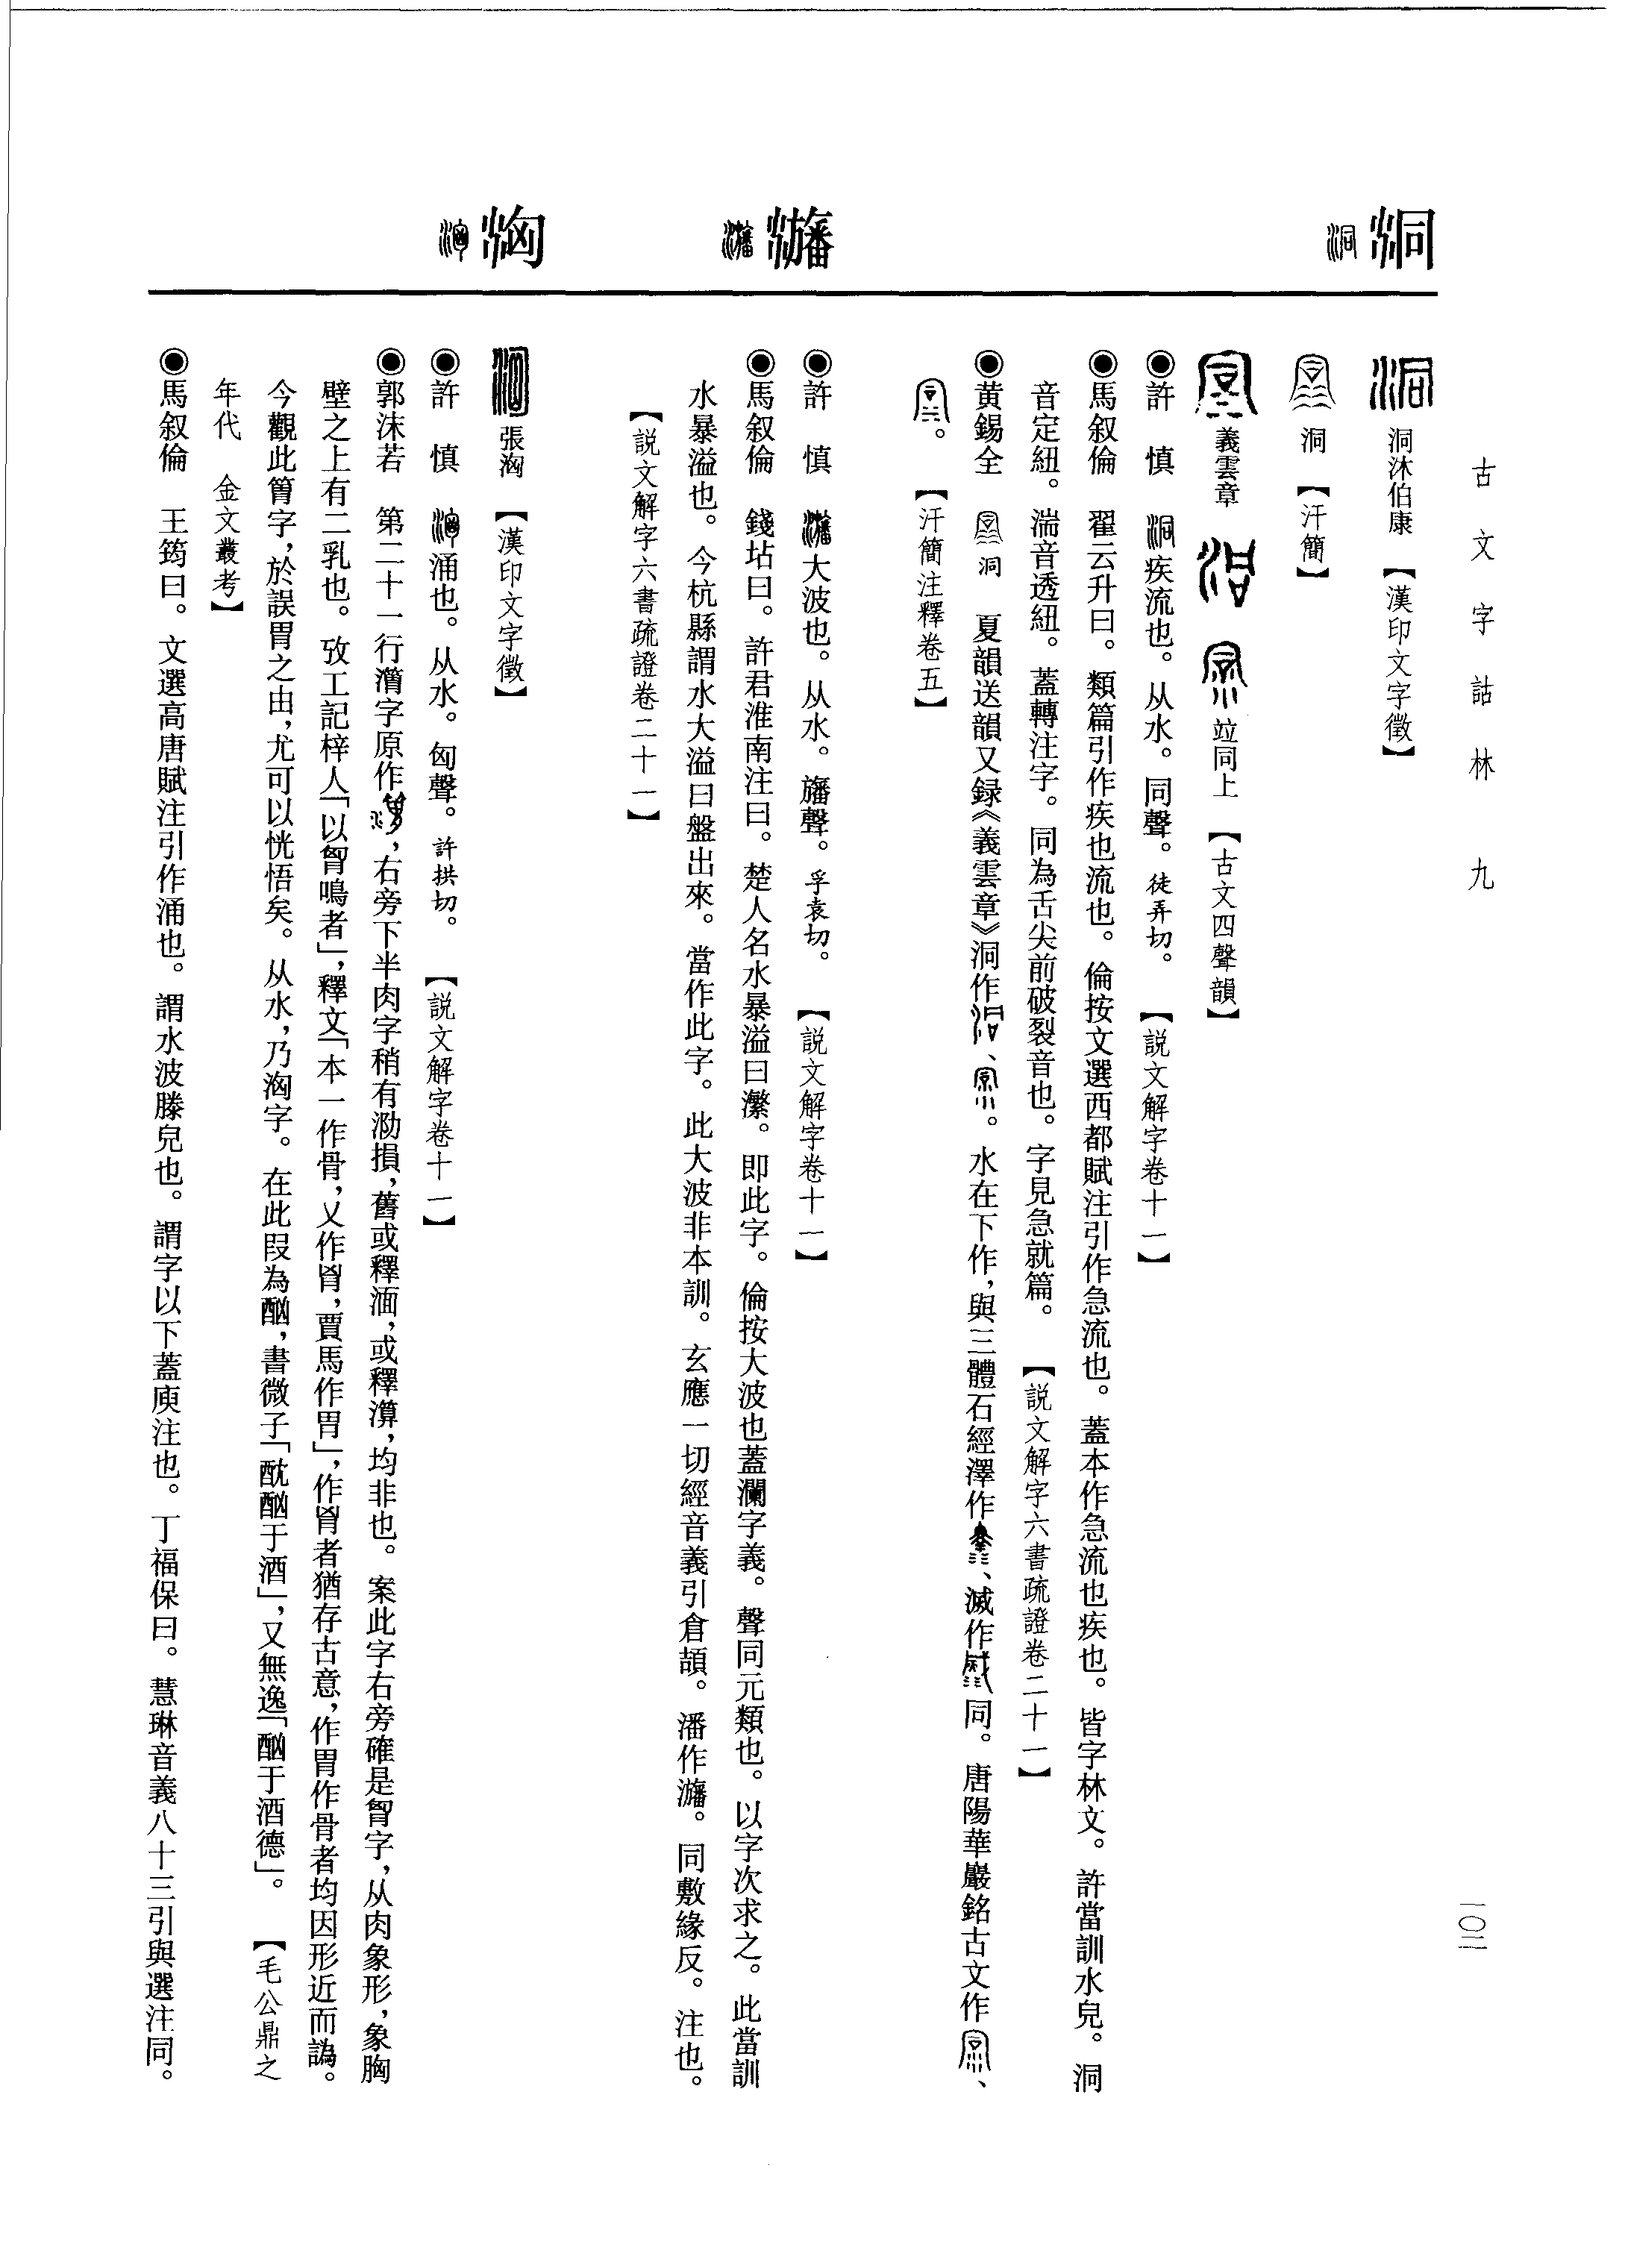 古文字詁林 九
一〇二
洞
洞沐伯康 【漢印文字徵】
洞 【汗簡】
義雲章 竝同上 【古文四聲韻】
◉許 慎 洞疾流也。从水。同聲。徒弄切。 【説文解字卷十一】
◉馬叙倫 翟云升曰。類篇引作疾也流也。倫按文選西都賦注引作急流也。蓋本作急流也疾也。皆字林文。許當訓水皃。洞
音定紐。湍音透紐。蓋轉注字。同為舌尖前破裂音也。字見急就篇。 【説文解字六書疏證卷二十一】
◉黄錫全 洞 夏韻送韻又録《義雲章》洞作、。水在下作,與三體石經澤作、滅作同。唐陽華巖銘古文作、
。 【汗簡注釋卷五】
瀿
◉許 慎 大波也。从水。旛聲。孚袁切。 【説文解字卷十一】
◉馬叙倫 錢坫曰。許君淮南注曰。楚人名水暴溢曰瀿。即此字。倫按大波也蓋瀾字義。聲同元類也。以字次求之。此當訓
水暴溢也。今杭縣謂水大溢曰盤出來。當作此字。此大波非本訓。玄應一切經音義引倉頡。潘作。同敷緣反。注也。
【説文解字六書疏證卷二十一】
洶
張洶 【漢印文字徵】
◉許 慎 涌也。从水。匈聲。許拱切。 【説文解字卷十一】
◉郭沫若 第二十一行字原作,右旁下半肉字稍有泐損,舊或釋湎,或釋,均非也。案此字右旁確是胷字,从肉象形,象胸
壁之上有二乳也。攷工記梓人「以胷鳴者」,釋文「本一作骨,乂作胷,賈馬作胃」,作胷者猶存古意,作胃作骨者均因形近而譌。
今觀此胷字,於誤胃之由,尤可以恍悟矣。从水,乃洶字。在此叚為酗,書微子「酖酗于酒」,又無逸「酗于酒德」。 【毛公鼎之
年代 金文叢考】
◉馬叙倫 王筠曰。文選高唐賦注引作涌也。謂水波滕皃也。謂字以下蓋庾注也。丁福保曰。慧琳音義八十三引與選注同。